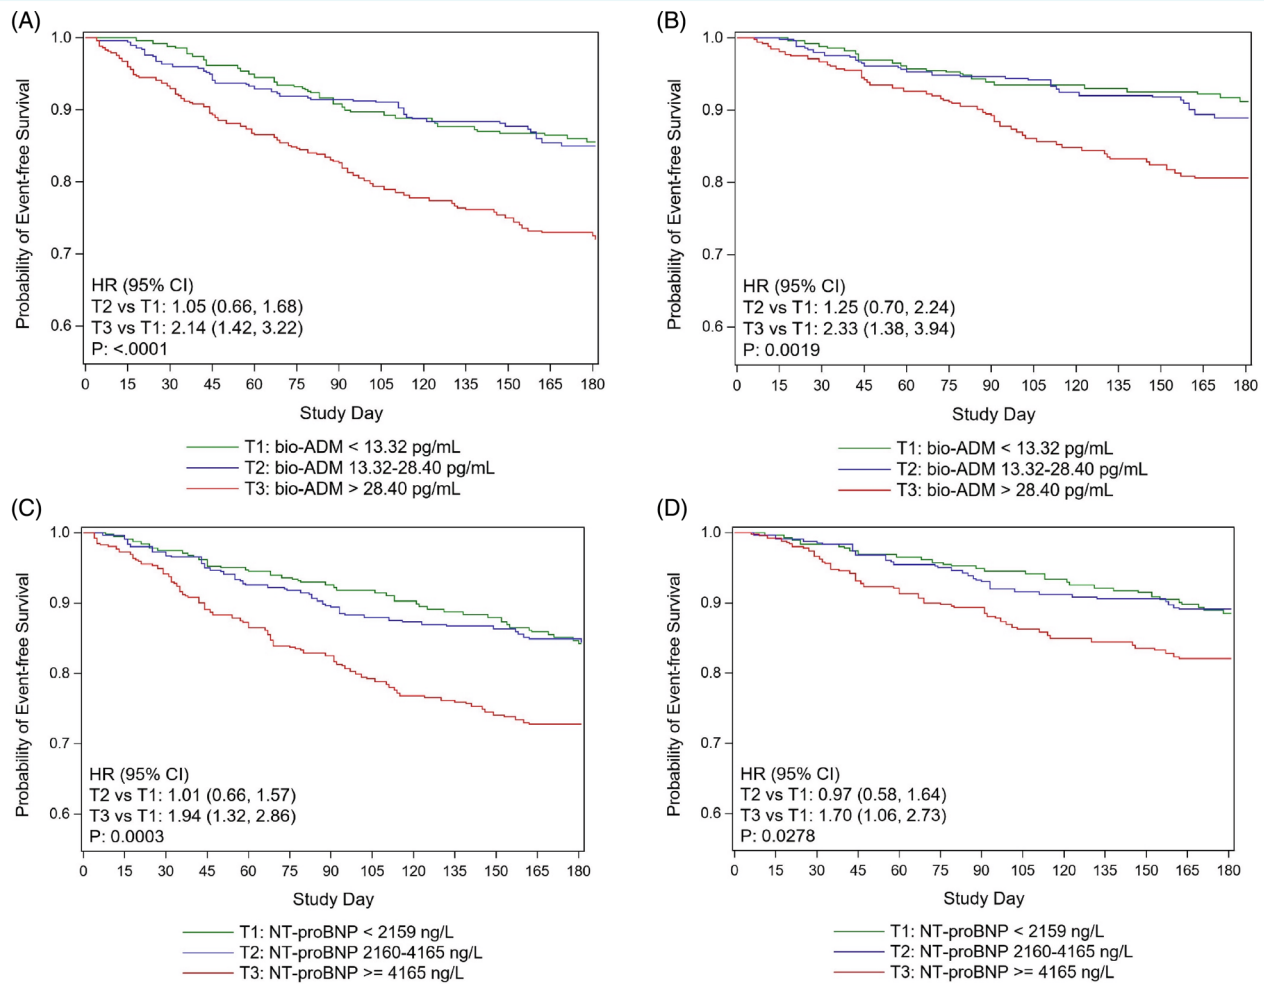 (A)
Probability of Event-free Survival
1.0
0.9
0.8
0.7
0.6
HR (95% CI)
T2 vs T1: 1.05 (0.66, 1.68)
T3 vs T1: 2.14 (1.42, 3.22)
P: <.0001
0 15 30 45 60 75 90 105 120 135 150 165 180
Study Day
T1: bio-ADM < 13.32 pg/mL
T2: bio-ADM 13.32-28.40 pg/mL
T3: bio-ADM > 28.40 pg/mL
(B)
Probability of Event-free Survival
1.0
0.9
0.8
0.7
0.6
HR (95% CI)
T2 vs T1: 1.25 (0.70, 2.24)
T3 vs T1: 2.33 (1.38, 3.94)
P: 0.0019
0 15 30 45 60 75 90 105 120 135 150 165 180
Study Day
T1: bio-ADM < 13.32 pg/mL
T2: bio-ADM 13.32-28.40 pg/mL
T3: bio-ADM > 28.40 pg/mL
(C)
Probability of Event-free Survival
1.0
0.9
0.8
0.7
0.6
HR (95% CI)
T2 vs T1: 1.01 (0.66, 1.57)
T3 vs T1: 1.94 (1.32, 2.86)
P: 0.0003
0 15 30 45 60 75 90 105 120 135 150 165 180
Study Day
T1: NT-proBNP < 2159 ng/L
T2: NT-proBNP 2160-4165 ng/L
T3: NT-proBNP >= 4165 ng/L
(D)
Probability of Event-free Survival
1.0
0.9
0.8
0.7
0.6
HR (95% CI)
T2 vs T1: 0.97 (0.58, 1.64)
T3 vs T1: 1.70 (1.06, 2.73)
P: 0.0278
0 15 30 45 60 75 90 105 120 135 150 165 180
Study Day
T1: NT-proBNP < 2159 ng/L
T2: NT-proBNP 2160-4165 ng/L
T3: NT-proBNP >= 4165 ng/L